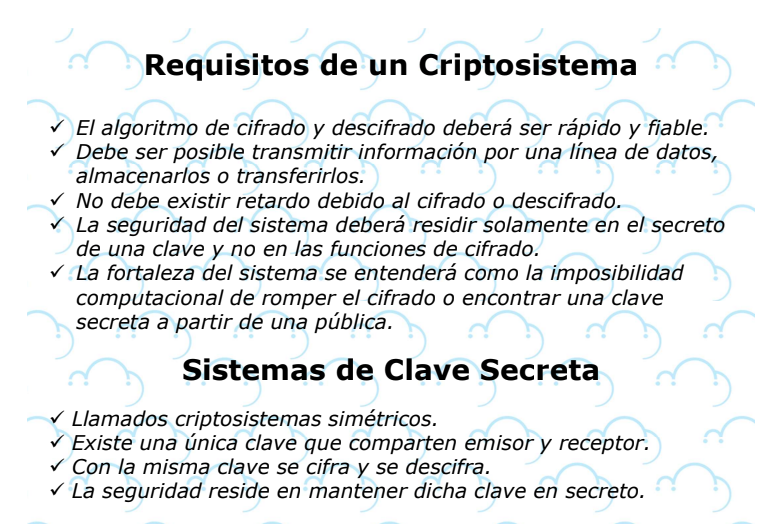 Requisitos de un Criptosistema
✓ El algoritmo de cifrado y descifrado deberá ser rápido y fiable.
✓ Debe ser posible transmitir información por una línea de datos,
almacenarlos o transferirlos.
✓ No debe existir retardo debido al cifrado o descifrado.
✓ La seguridad del sistema deberá residir solamente en el secreto
de una clave y no en las funciones de cifrado.
✓ La fortaleza del sistema se entenderá como la imposibilidad
computacional de romper el cifrado o encontrar una clave
secreta a partir de una pública.
Sistemas de Clave Secreta
✓ Llamados criptosistemas simétricos.
✓ Existe una única clave que comparten emisor y receptor.
✓ Con la misma clave se cifra y se descifra.
✓ La seguridad reside en mantener dicha clave en secreto.